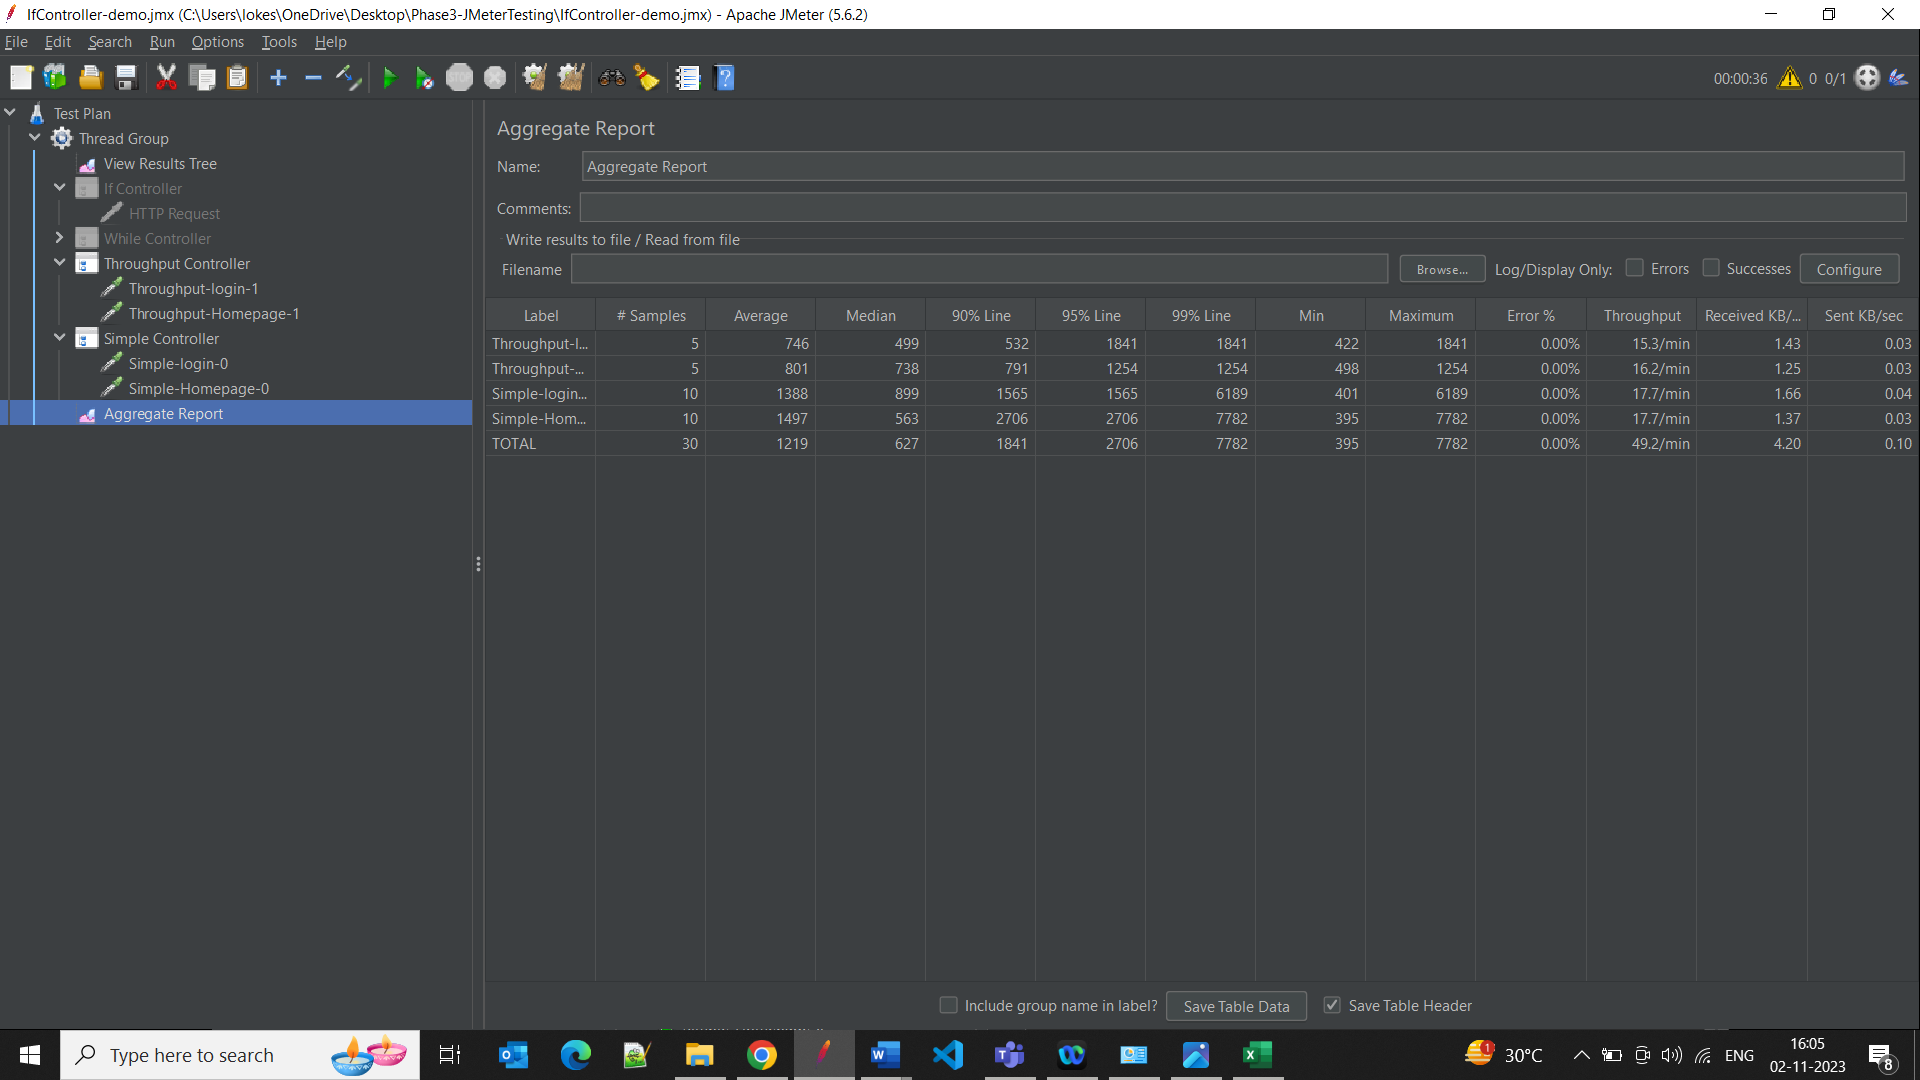 IfController-demo.jmx (C:\Users\lokes\OneDrive\Desktop\Phase3-JMeterTesting\IfController-demo.jmx) - Apache JMeter (5.6.2)
File Edit Search Run Options Tools Help
STOP 00:00:36 0 0/1
Test Plan
Thread Group
View Results Tree
If Controller
HTTP Request
While Controller
Throughput Controller
Throughput-login-1
Throughput-Homepage-1
Simple Controller
Simple-login-0
Simple-Homepage-0
Aggregate Report
Aggregate Report
Name: Aggregate Report
Comments:
Write results to file / Read from file
Filename Browse... Log/Display Only: Errors Successes Configure
Label # Samples Average Median 90% Line 95% Line 99% Line Min Maximum Error % Throughput Received KB/... Sent KB/sec
Throughput-l... 5 746 499 532 1841 1841 422 1841 0.00% 15.3/min 1.43 0.03
Throughput-... 5 801 738 791 1254 1254 498 1254 0.00% 16.2/min 1.25 0.03
Simple-login... 10 1388 899 1565 1565 6189 401 6189 0.00% 17.7/min 1.66 0.04
Simple-Hom... 10 1497 563 2706 2706 7782 395 7782 0.00% 17.7/min 1.37 0.03
TOTAL 30 1219 627 1841 2706 7782 395 7782 0.00% 49.2/min 4.20 0.10
Include group name in label? Save Table Data Save Table Header
Type here to search 1 30°C ENG 16:05
02-11-2023 8